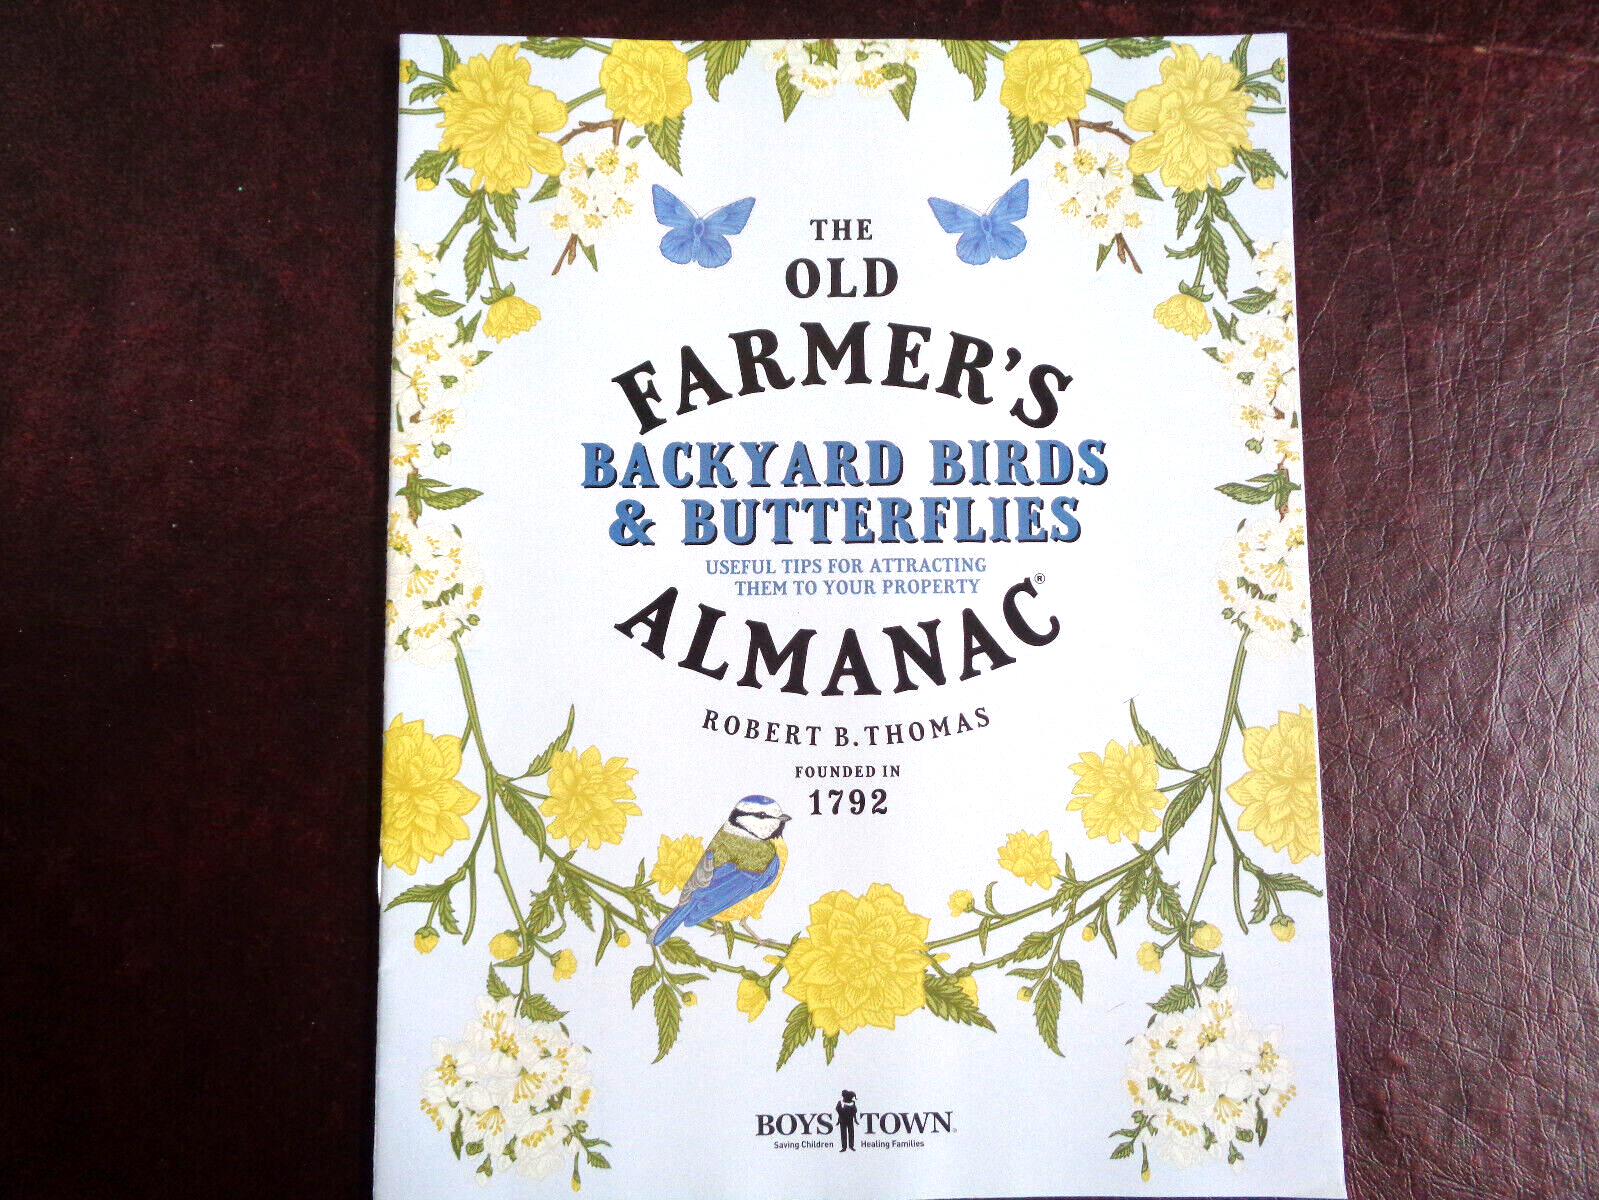 THE
OLD
FARMER'S
BACKYARD BIRDS
& BUTTERFLIES
USEFUL TIPS FOR ATTRACTING
THEM TO YOUR PROPERTY
ALMANAC®
ROBERT B. THOMAS
FOUNDED IN
1792
BOYS TOWN®
Saving Children Healing Families